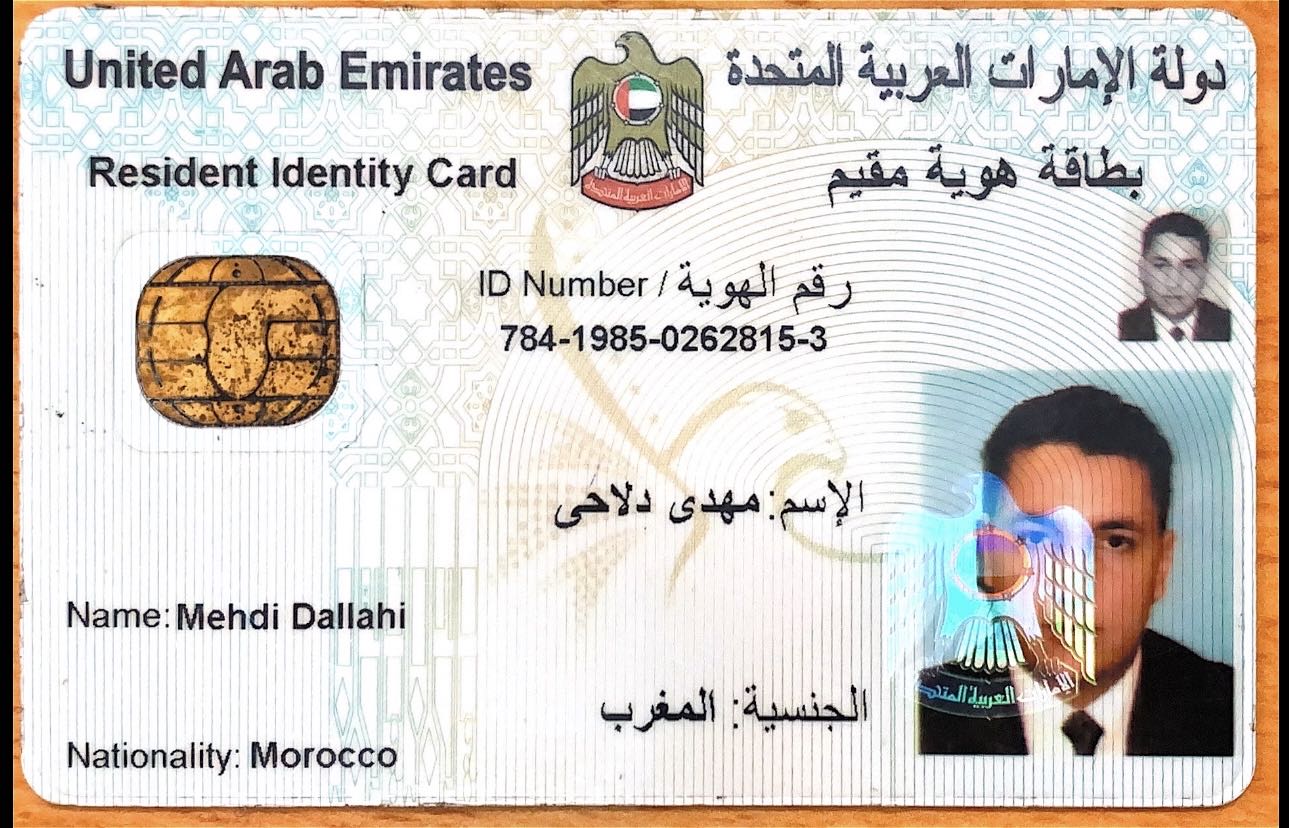 United Arab Emirates
دولة الإمارات العربية المتحدة
Resident Identity Card
بطاقة هوية مقيم
الإمارات العربية المتحدة
ID Number / رقم الهوية
784-1985-0262815-3
الإسم: مهدى دلاحى
Name: Mehdi Dallahi
الإمارات العربية المتحدة
الجنسية: المغرب
Nationality: Morocco